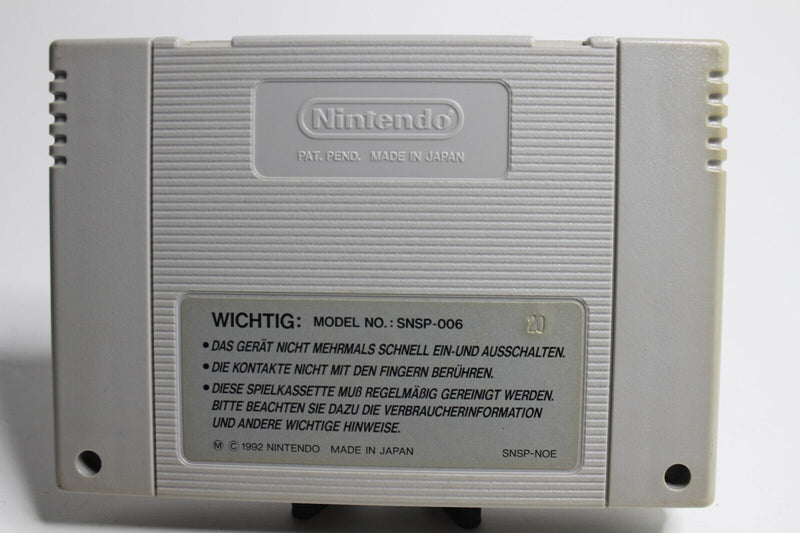 Nintendo
PAT. PEND. MADE IN JAPAN
WICHTIG: MODEL NO.: SNSP-006 20
• DAS GERÄT NICHT MEHRMALS SCHNELL EIN-UND AUSSCHALTEN.
• DIE KONTAKTE NICHT MIT DEN FINGERN BERÜHREN.
• DIESE SPIELKASSETTE MUß REGELMÄßIG GEREINIGT WERDEN.
BITTE BEACHTEN SIE DAZU DIE VERBRAUCHERINFORMATION
UND ANDERE WICHTIGE HINWEISE.
Ⓜ © 1992 NINTENDO MADE IN JAPAN SNSP-NOE